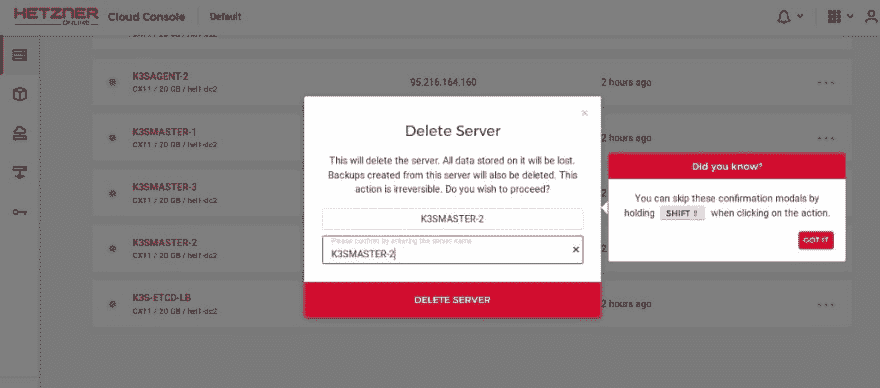 HETZNER
ONLINE
Cloud Console
Default
K3SAGENT-2
CX11 / 20 GB / hel1-dc2
95.216.164.160
2 hours ago
K3SMASTER-1
CX11 / 20 GB / hel1-dc2
2 hours ago
K3SMASTER-3
CX11 / 20 GB / hel1-dc2
K3SMASTER-2
CX11 / 20 GB / hel1-dc2
K3S-ETCD-LB
CX11 / 20 GB / hel1-dc2
2 hours ago
Delete Server
This will delete the server. All data stored on it will be lost.
Backups created from this server will also be deleted. This
action is irreversible. Do you wish to proceed?
K3SMASTER-2
Please confirm by entering the server name
K3SMASTER-2
DELETE SERVER
Did you know?
You can skip these confirmation modals by
holding SHIFT ⇧ when clicking on the action.
GOT IT